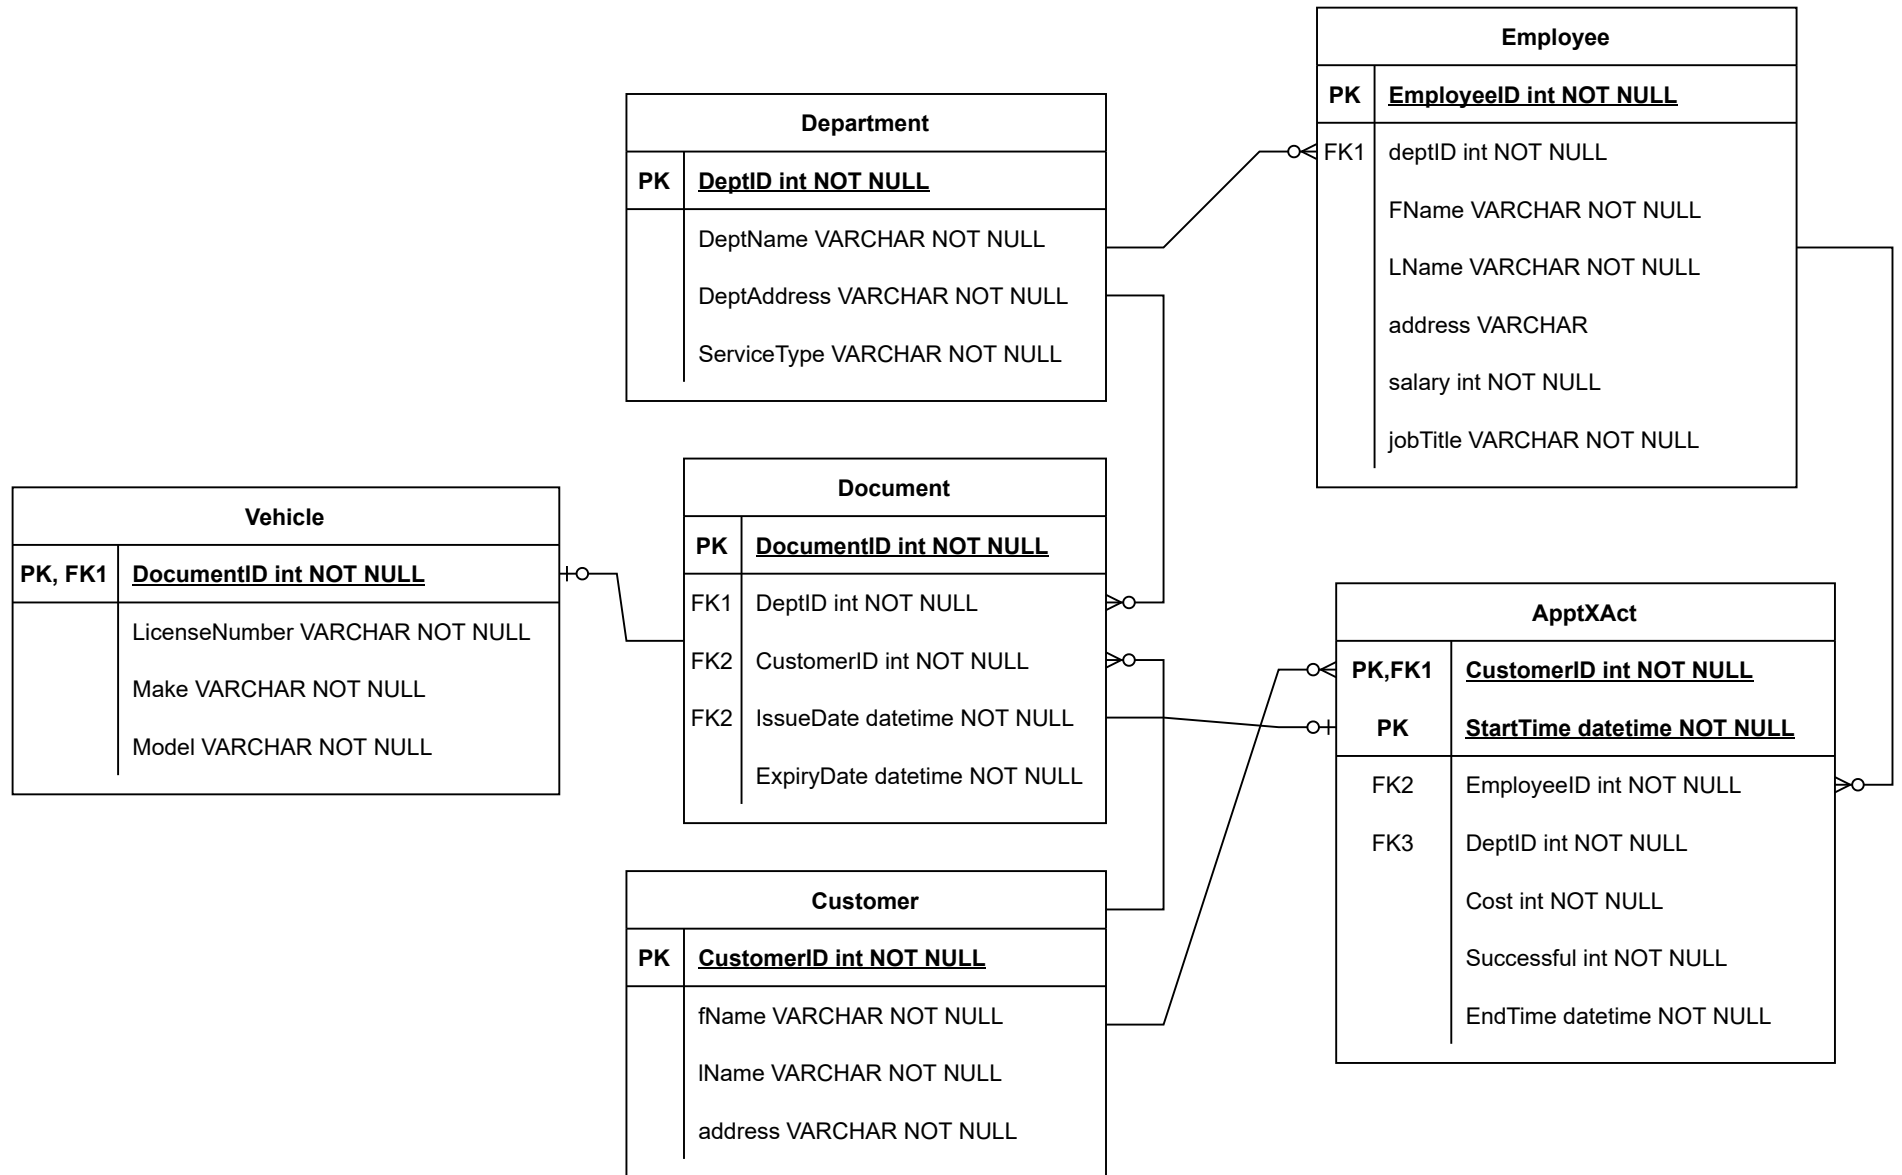 Employee
PK EmployeeID int NOT NULL
FK1 deptID int NOT NULL
FName VARCHAR NOT NULL
LName VARCHAR NOT NULL
address VARCHAR
salary int NOT NULL
jobTitle VARCHAR NOT NULL
Department
PK DeptID int NOT NULL
DeptName VARCHAR NOT NULL
DeptAddress VARCHAR NOT NULL
ServiceType VARCHAR NOT NULL
Vehicle
PK, FK1 DocumentID int NOT NULL
LicenseNumber VARCHAR NOT NULL
Make VARCHAR NOT NULL
Model VARCHAR NOT NULL
Document
PK DocumentID int NOT NULL
FK1 DeptID int NOT NULL
FK2 CustomerID int NOT NULL
FK2 IssueDate datetime NOT NULL
ExpiryDate datetime NOT NULL
ApptXAct
PK,FK1 CustomerID int NOT NULL
PK StartTime datetime NOT NULL
FK2 EmployeeID int NOT NULL
FK3 DeptID int NOT NULL
Cost int NOT NULL
Successful int NOT NULL
EndTime datetime NOT NULL
Customer
PK CustomerID int NOT NULL
fName VARCHAR NOT NULL
lName VARCHAR NOT NULL
address VARCHAR NOT NULL